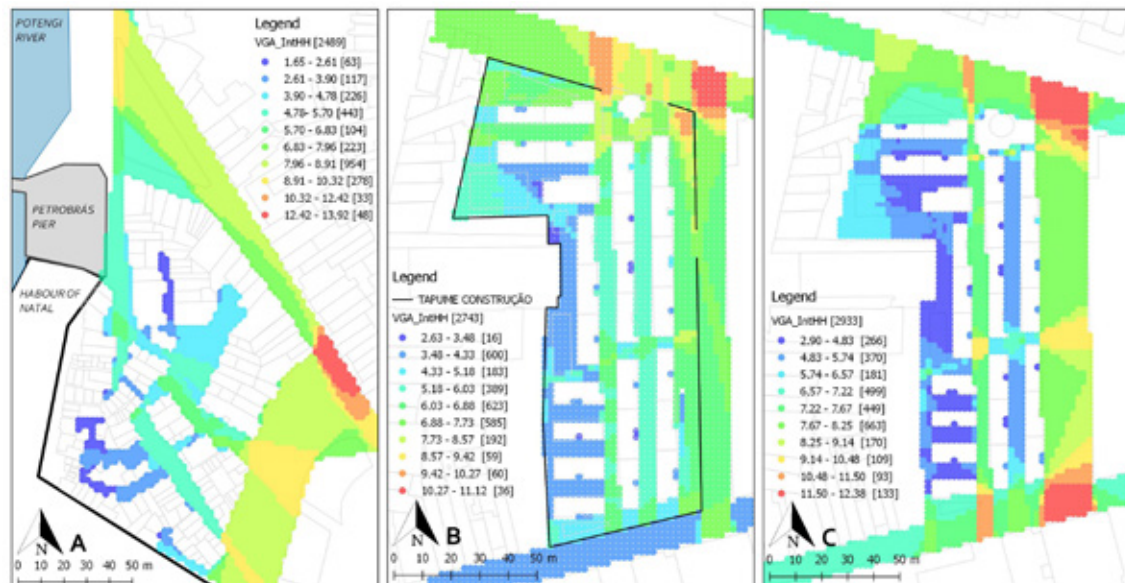 POTENGI
RIVER
PETROBRÁS
PIER
HABOUR OF
NATAL
Legend
VGA_IntHH [2489]
1.65 - 2.61 [63]
2.61 - 3.90 [117]
3.90 - 4.78 [226]
4.78- 5.70 [443]
5.70 - 6.83 [104]
6.83 - 7.96 [223]
7.96 - 8.91 [954]
8.91 - 10.32 [278]
10.32 - 12.42 [33]
12.42 - 13.92 [48]
N
A
0 10 20 30 40 50 m
Legend
TAPUME CONSTRUÇÃO
VGA_IntHH [2743]
2.63 - 3.48 [16]
3.48 - 4.33 [600]
4.33 - 5.18 [183]
5.18 - 6.03 [389]
6.03 - 6.88 [623]
6.88 - 7.73 [585]
7.73 - 8.57 [192]
8.57 - 9.42 [59]
9.42 - 10.27 [60]
10.27 - 11.12 [36]
N
B
0 10 20 30 40 50 m
Legend
VGA_IntHH [2933]
2.90 - 4.83 [266]
4.83 - 5.74 [370]
5.74 - 6.57 [181]
6.57 - 7.22 [499]
7.22 - 7.67 [449]
7.67 - 8.25 [663]
8.25 - 9.14 [170]
9.14 - 10.48 [109]
10.48 - 11.50 [93]
11.50 - 12.38 [133]
N
C
0 10 20 30 40 50 m